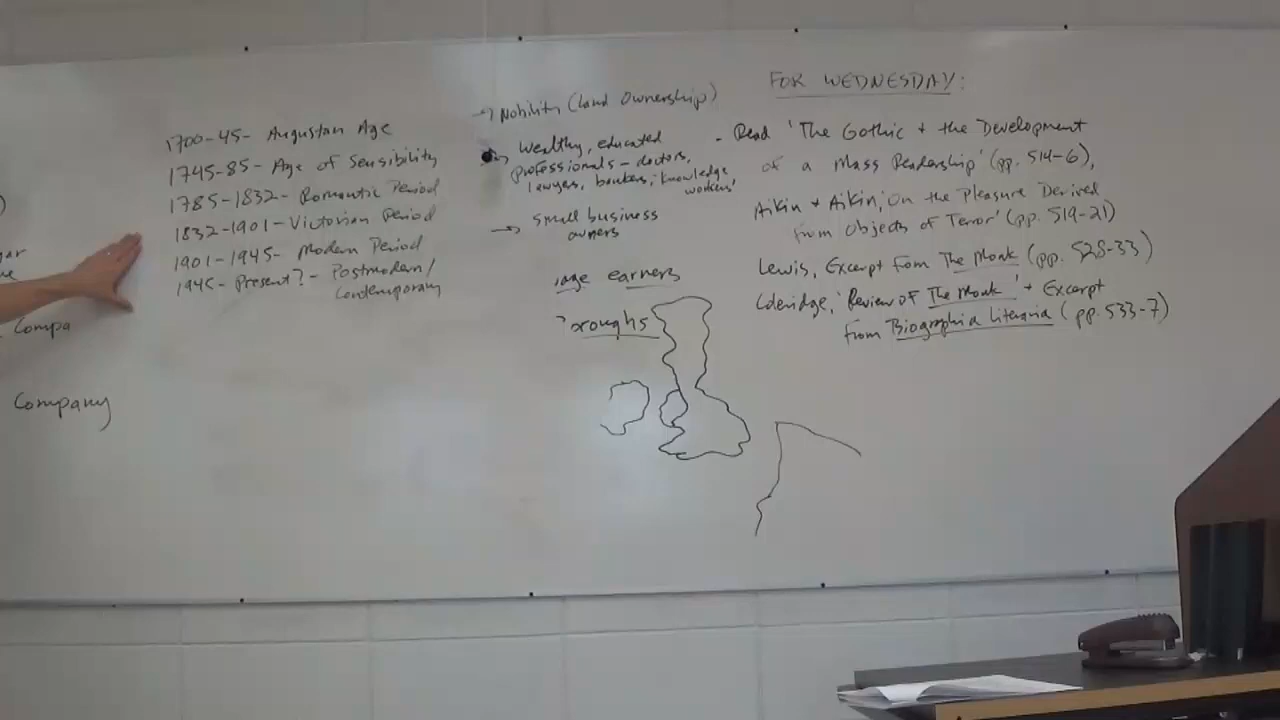 1700-45- Augustan Age
1745-85- Age of Sensibility
1785-1832- Romantic Period
1832-1901- Victorian Period
1901-1945- Modern Period
1945- Present?- Postmodern/
Contemporary
Compa
Company
→ Nobility (Land Ownership)
→ Wealthy, educated
professionals - doctors,
lawyers, bankers, 'knowledge
workers'
→ Small business
owners
earners
oroughs
FOR WEDNESDAY:
- Read 'The Gothic + the Development
of a Mass Readership' (pp. 514-6),
Aikin + Aikin, 'On the Pleasure Derived
from Objects of Terror' (pp. 519-21)
Lewis, Excerpt from The Monk (pp. 528-33)
Coleridge, 'Review of The Monk' + Excerpt
from Biographia Literaria (pp. 533-7)